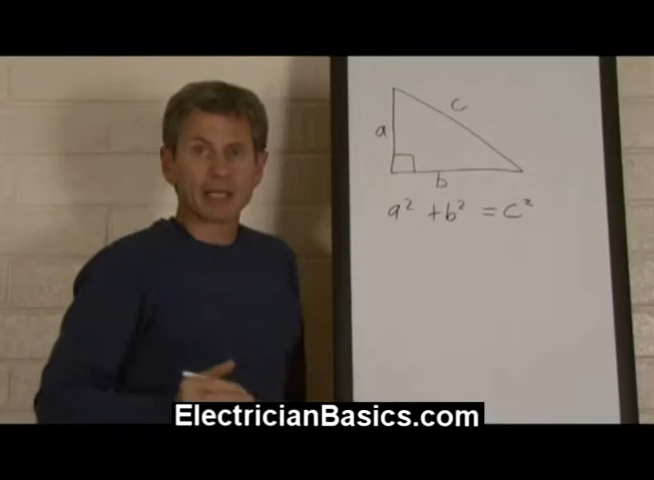 c
a
b
a² + b² = c²
ElectricianBasics.com